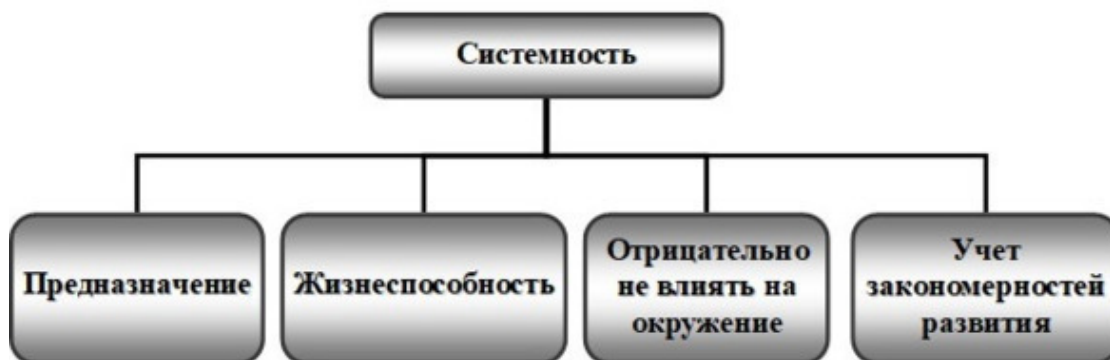 Системность
Предназначение
Жизнеспособность
Отрицательно
не влиять на
окружение
Учет
закономерностей
развития